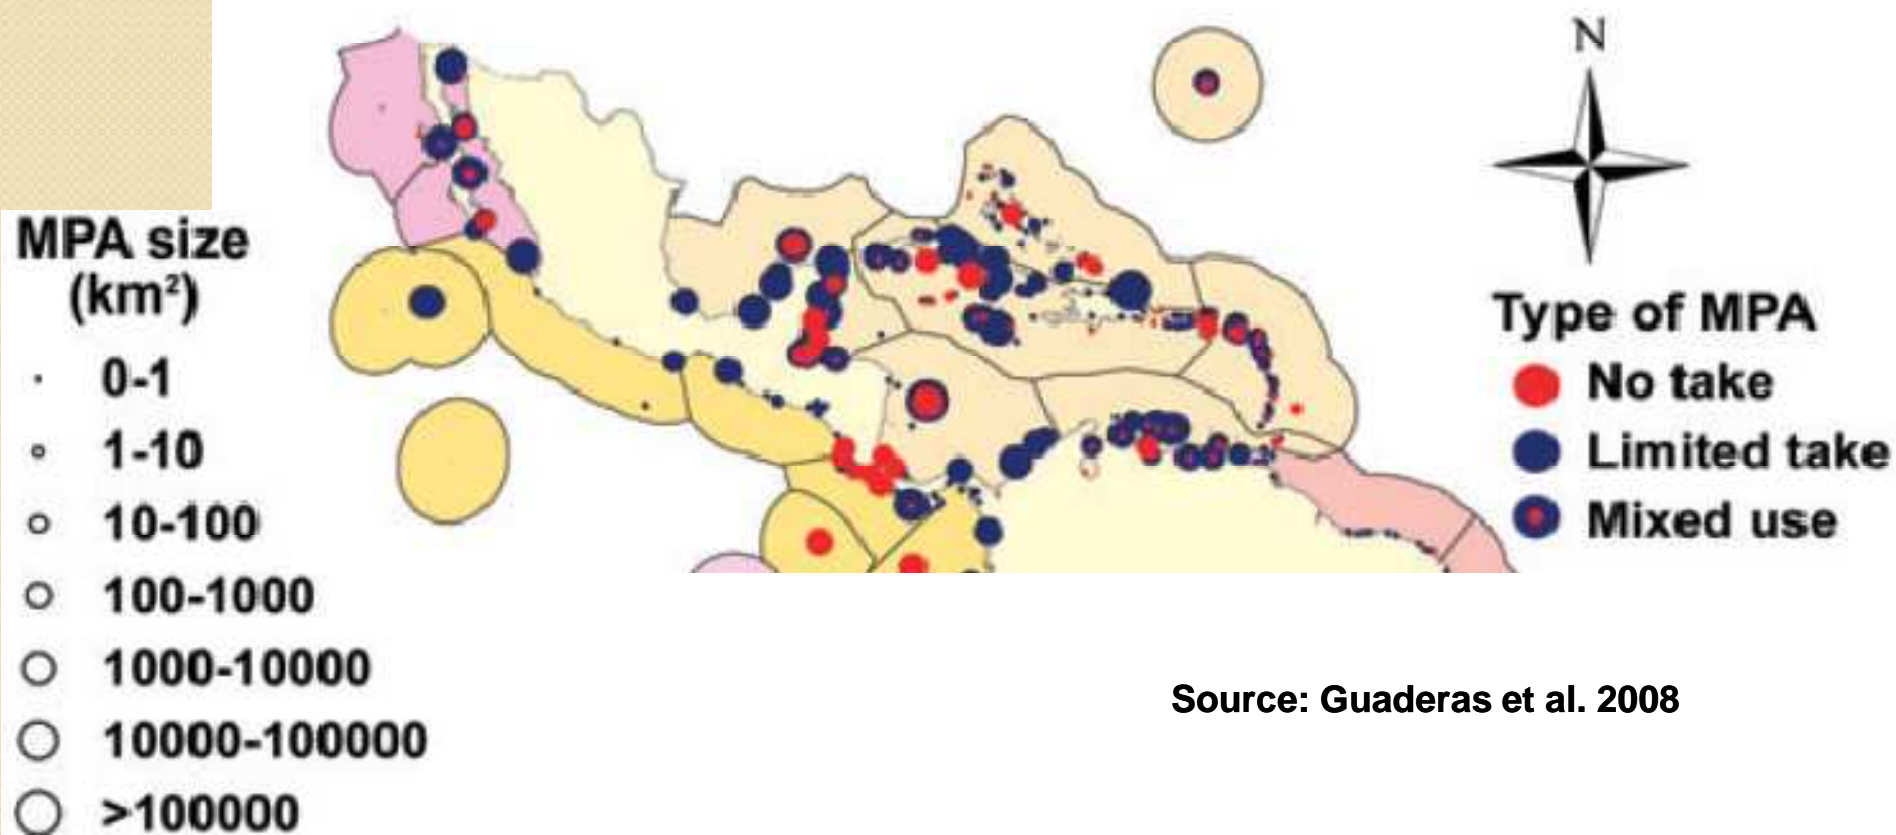 N
MPA size
(km²)
0-1
1-10
10-100
100-1000
1000-10000
10000-100000
>100000
Type of MPA
No take
Limited take
Mixed use
Source: Guaderas et al. 2008